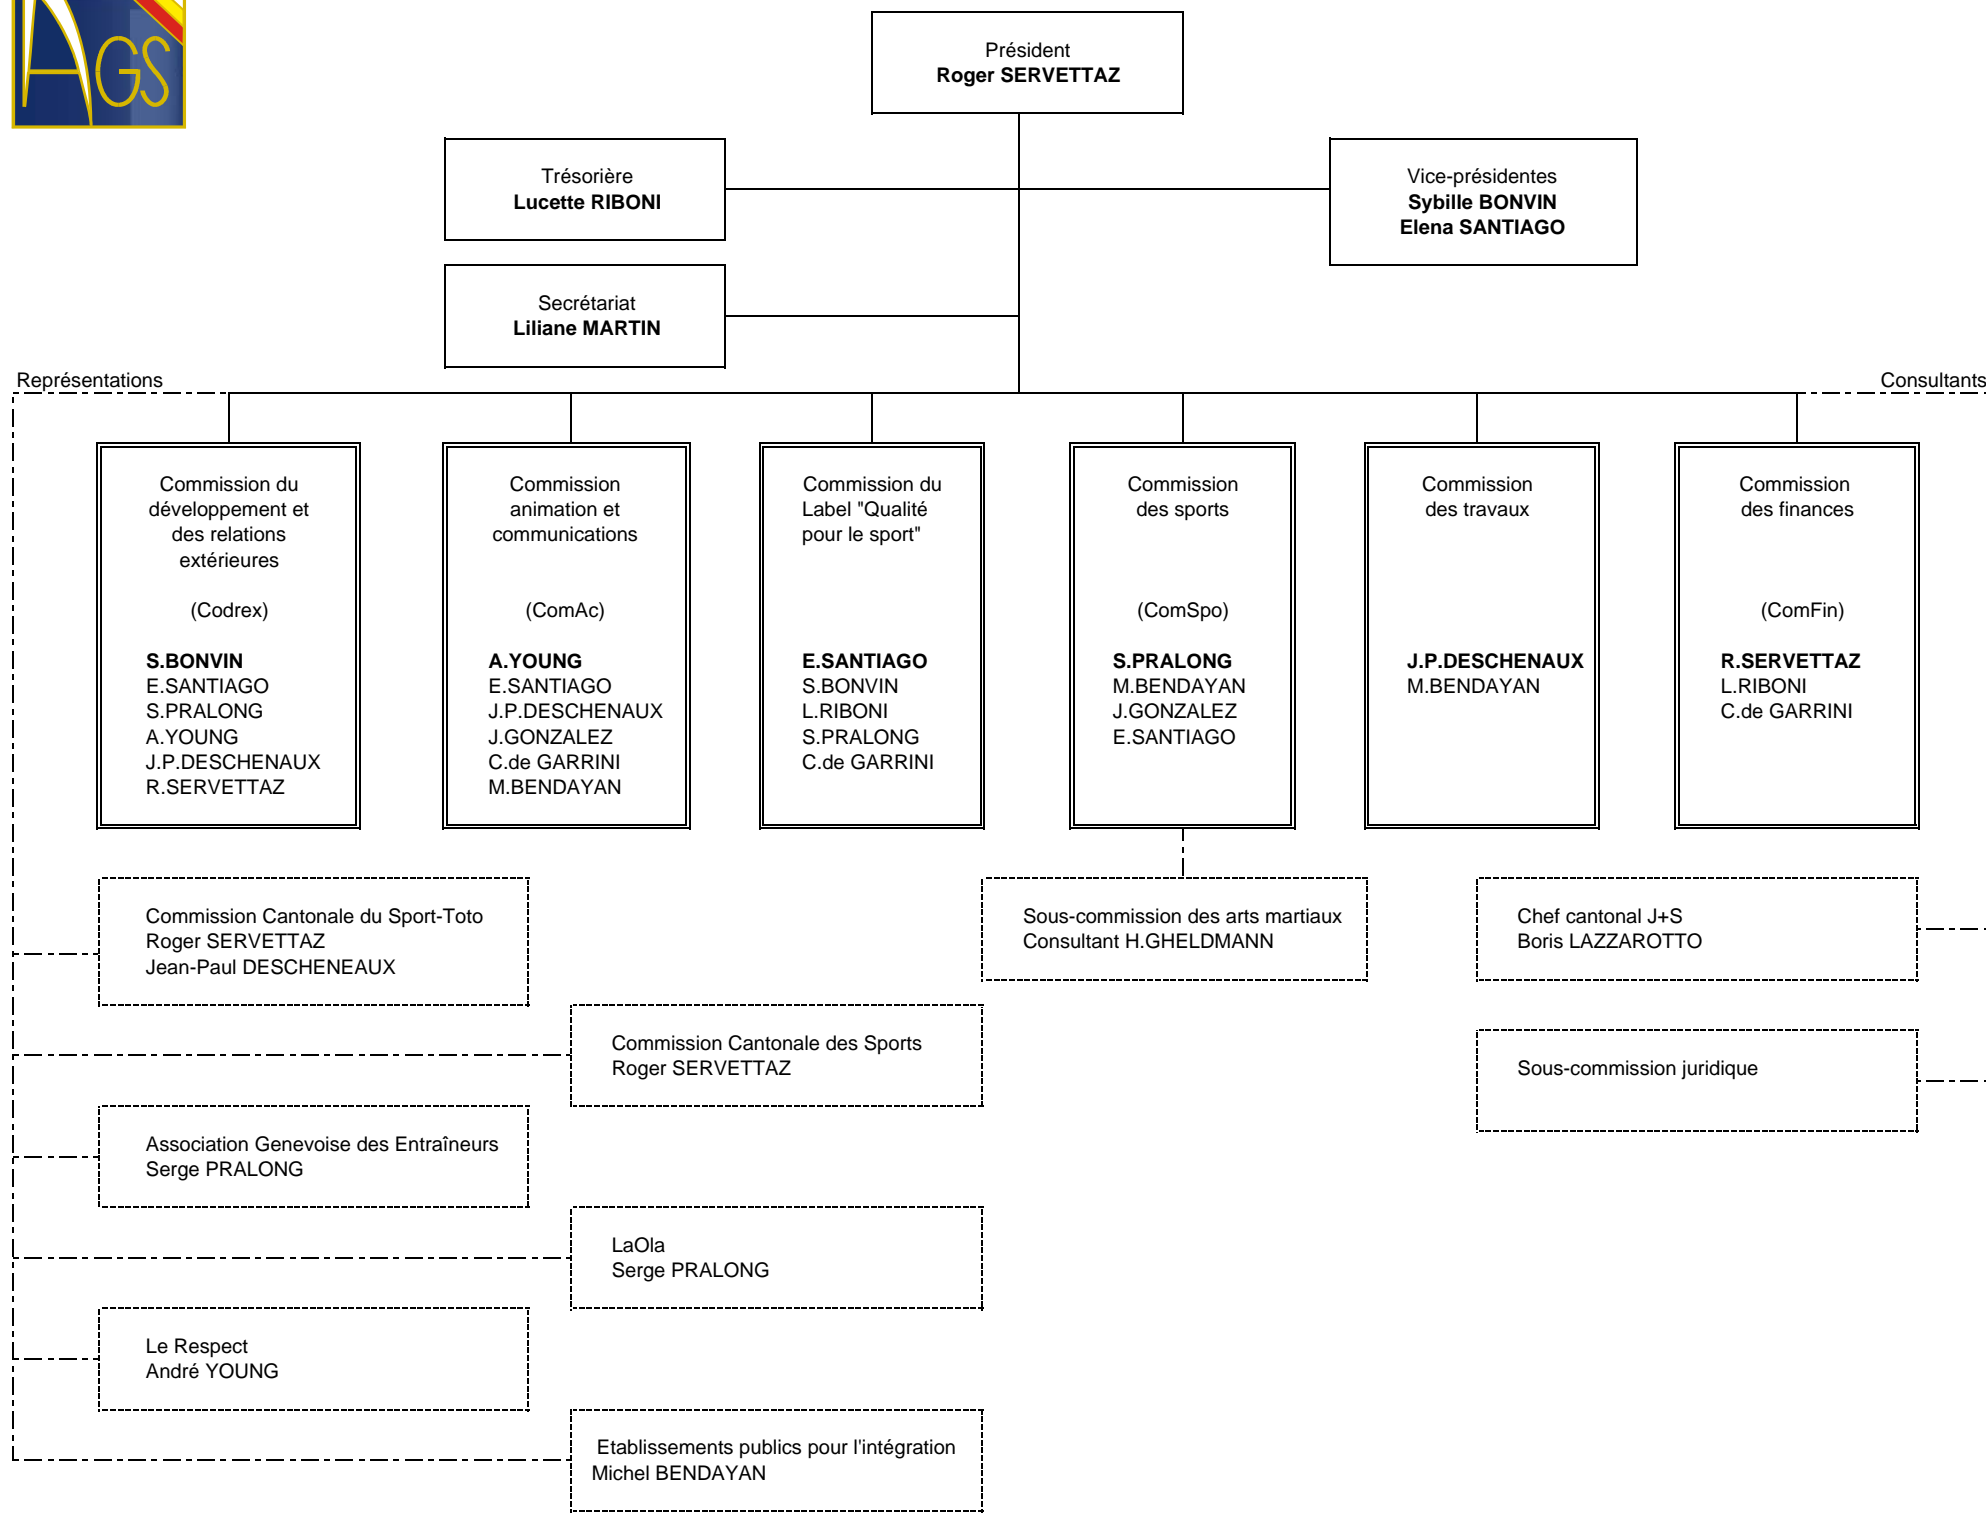 AGS
Président
Roger SERVETTAZ
Trésorière
Lucette RIBONI
Vice-présidentes
Sybille BONVIN
Elena SANTIAGO
Secrétariat
Liliane MARTIN
Représentations
Consultants
Commission du
développement et
des relations
extérieures
(Codrex)
S.BONVIN
E.SANTIAGO
S.PRALONG
A.YOUNG
J.P.DESCHENAUX
R.SERVETTAZ
Commission
animation et
communications
(ComAc)
A.YOUNG
E.SANTIAGO
J.P.DESCHENAUX
J.GONZALEZ
C.de GARRINI
M.BENDAYAN
Commission du
Label "Qualité
pour le sport"
E.SANTIAGO
S.BONVIN
L.RIBONI
S.PRALONG
C.de GARRINI
Commission
des sports
(ComSpo)
S.PRALONG
M.BENDAYAN
J.GONZALEZ
E.SANTIAGO
Commission
des travaux
J.P.DESCHENAUX
M.BENDAYAN
Commission
des finances
(ComFin)
R.SERVETTAZ
L.RIBONI
C.de GARRINI
Commission Cantonale du Sport-Toto
Roger SERVETTAZ
Jean-Paul DESCHENEAUX
Sous-commission des arts martiaux
Consultant H.GHELDMANN
Chef cantonal J+S
Boris LAZZAROTTO
Commission Cantonale des Sports
Roger SERVETTAZ
Sous-commission juridique
Association Genevoise des Entraîneurs
Serge PRALONG
LaOla
Serge PRALONG
Le Respect
André YOUNG
Etablissements publics pour l'intégration
Michel BENDAYAN